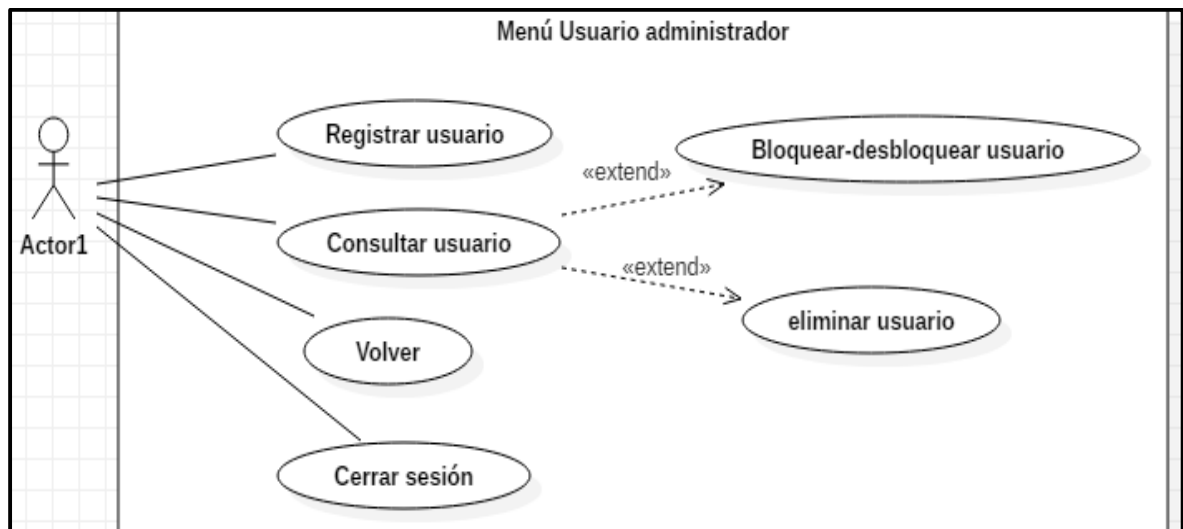 Menú Usuario administrador
Registrar usuario
Bloquear-desbloquear usuario
«extend»
Actor1
Consultar usuario
«extend»
eliminar usuario
Volver
Cerrar sesión